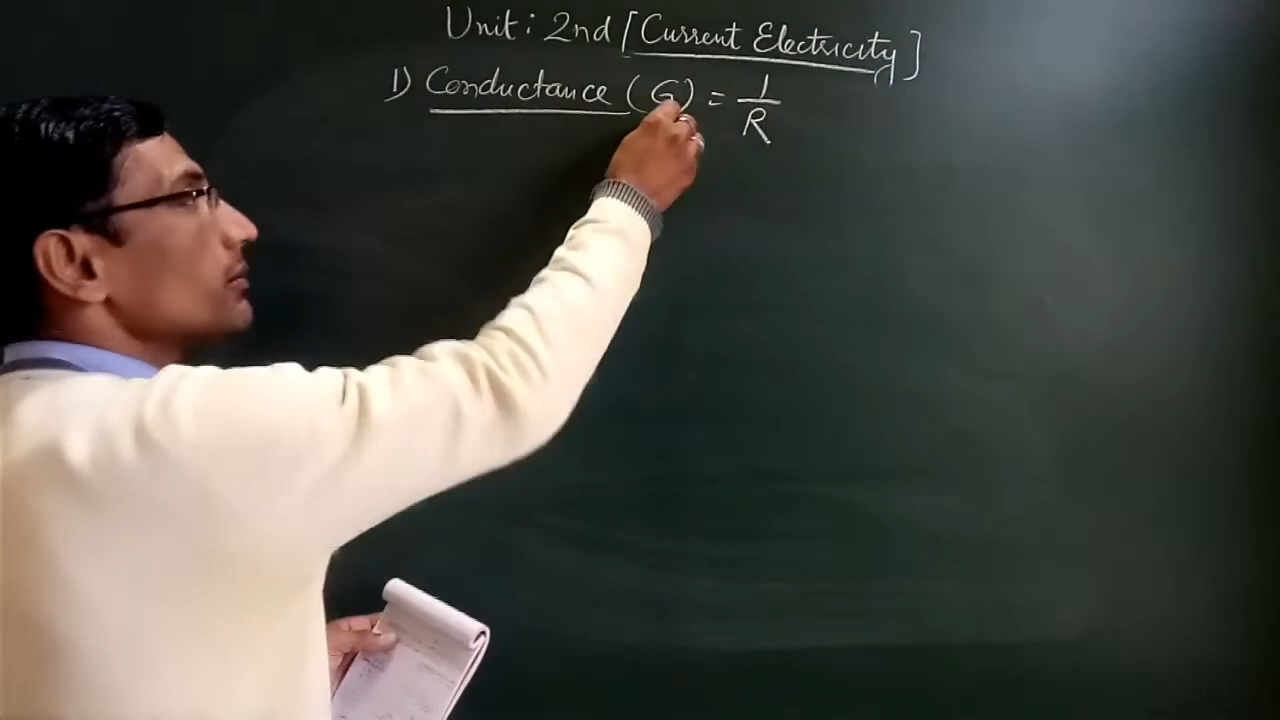 Unit: 2nd [Current Electricity]
1) Conductance (G) = 1/R